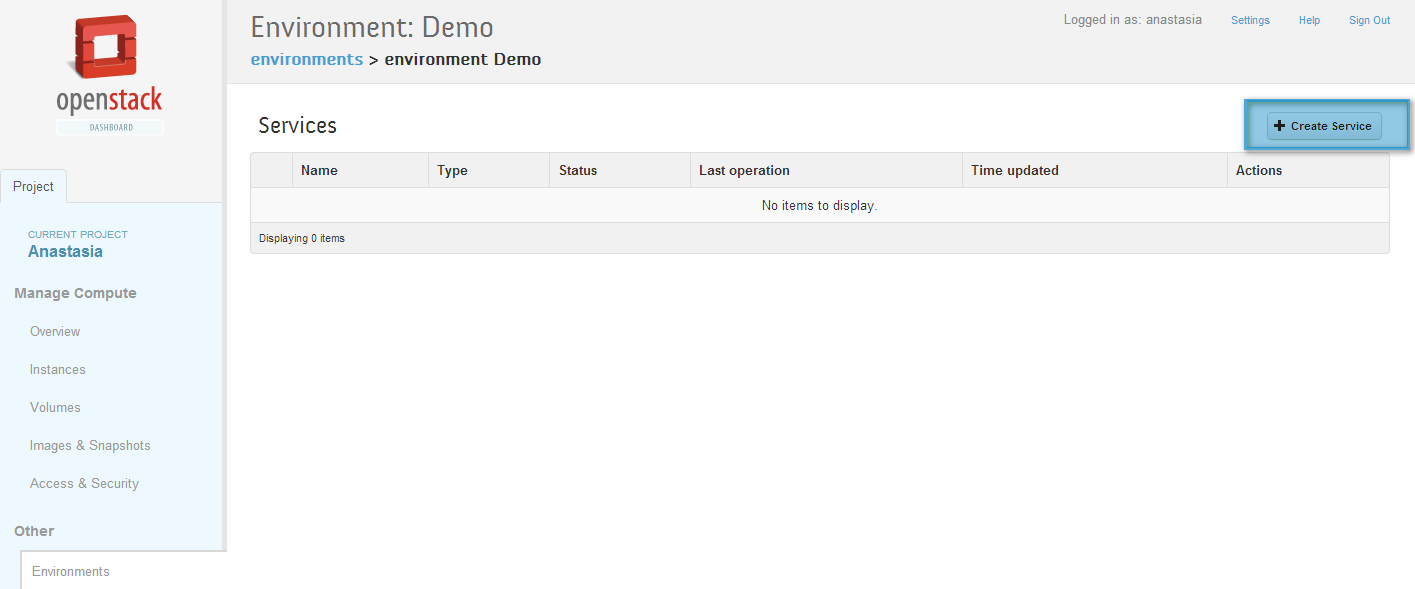 openstack
DASHBOARD
Project
CURRENT PROJECT
Anastasia
Manage Compute
Overview
Instances
Volumes
Images & Snapshots
Access & Security
Other
Environments
Environment: Demo
environments > environment Demo
Logged in as: anastasia Settings Help Sign Out
Services
Create Service
Name Type Status Last operation Time updated Actions
No items to display.
Displaying 0 items